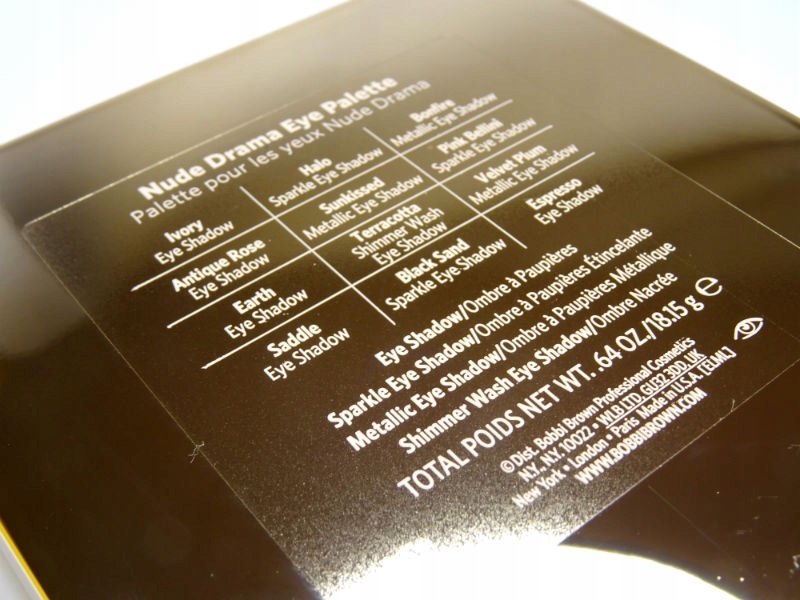 Nude Drama Eye Palette
Palette pour les yeux Nude Drama
Ivory
Eye Shadow
Halo
Sparkle Eye Shadow
Bonfire
Metallic Eye Shadow
Antique Rose
Eye Shadow
Sunkissed
Metallic Eye Shadow
Pink Bellini
Sparkle Eye Shadow
Earth
Eye Shadow
Terracotta
Shimmer Wash
Eye Shadow
Velvet Plum
Metallic Eye Shadow
Saddle
Eye Shadow
Black Sand
Sparkle Eye Shadow
Espresso
Eye Shadow
Eye Shadow/Ombre à Paupières
Sparkle Eye Shadow/Ombre à Paupières Étincelante
Metallic Eye Shadow/Ombre à Paupières Métallique
Shimmer Wash Eye Shadow/Ombre Nacrée
TOTAL POIDS NET WT. .64 OZ./18.15 g ℮
© Dist. Bobbi Brown Professional Cosmetics
N.Y., N.Y. 10022 • WLB LTD, GU32 3DD, UK
New York • London • Paris Made in U.S.A. [ELML]
WWW.BOBBIBROWN.COM